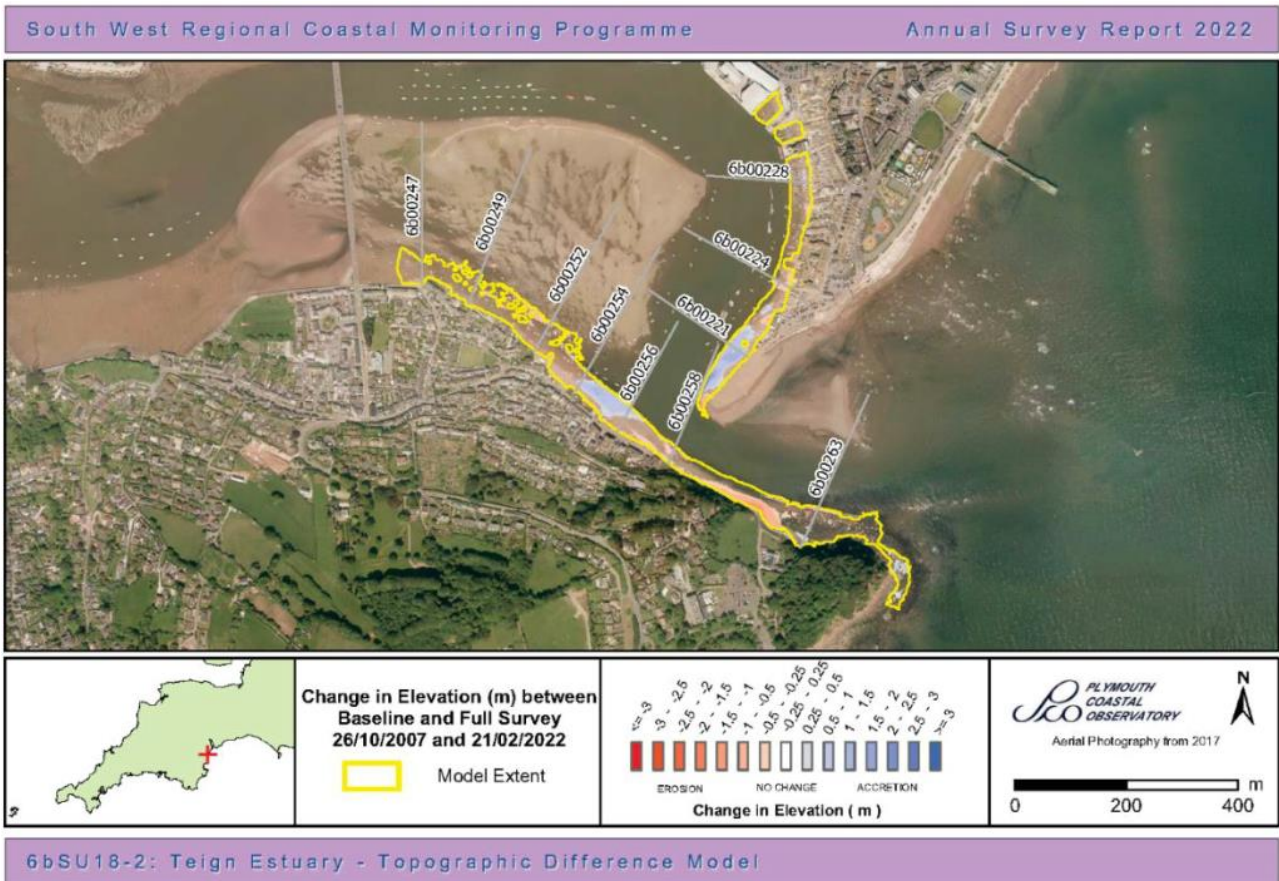 South West Regional Coastal Monitoring Programme Annual Survey Report 2022
6b00228
6b00247
6b00249
6b00224
6b00252
6b00254
6b00221
6b00256
6b00258
6b00263
Change in Elevation (m) between
Baseline and Full Survey
26/10/2007 and 21/02/2022
Model Extent
<= -3
-3 - -2.5
-2.5 - -2
-2 - -1.5
-1.5 - -1
-1 - -0.5
-0.5 - -0.25
-0.25 - 0.25
0.25 - 0.5
0.5 - 1
1 - 1.5
1.5 - 2
2 - 2.5
2.5 - 3
>= 3
EROSION NO CHANGE ACCRETION
Change in Elevation ( m )
PLYMOUTH
COASTAL
OBSERVATORY
N
Aerial Photography from 2017
m
0 200 400
6bSU18-2: Teign Estuary - Topographic Difference Model